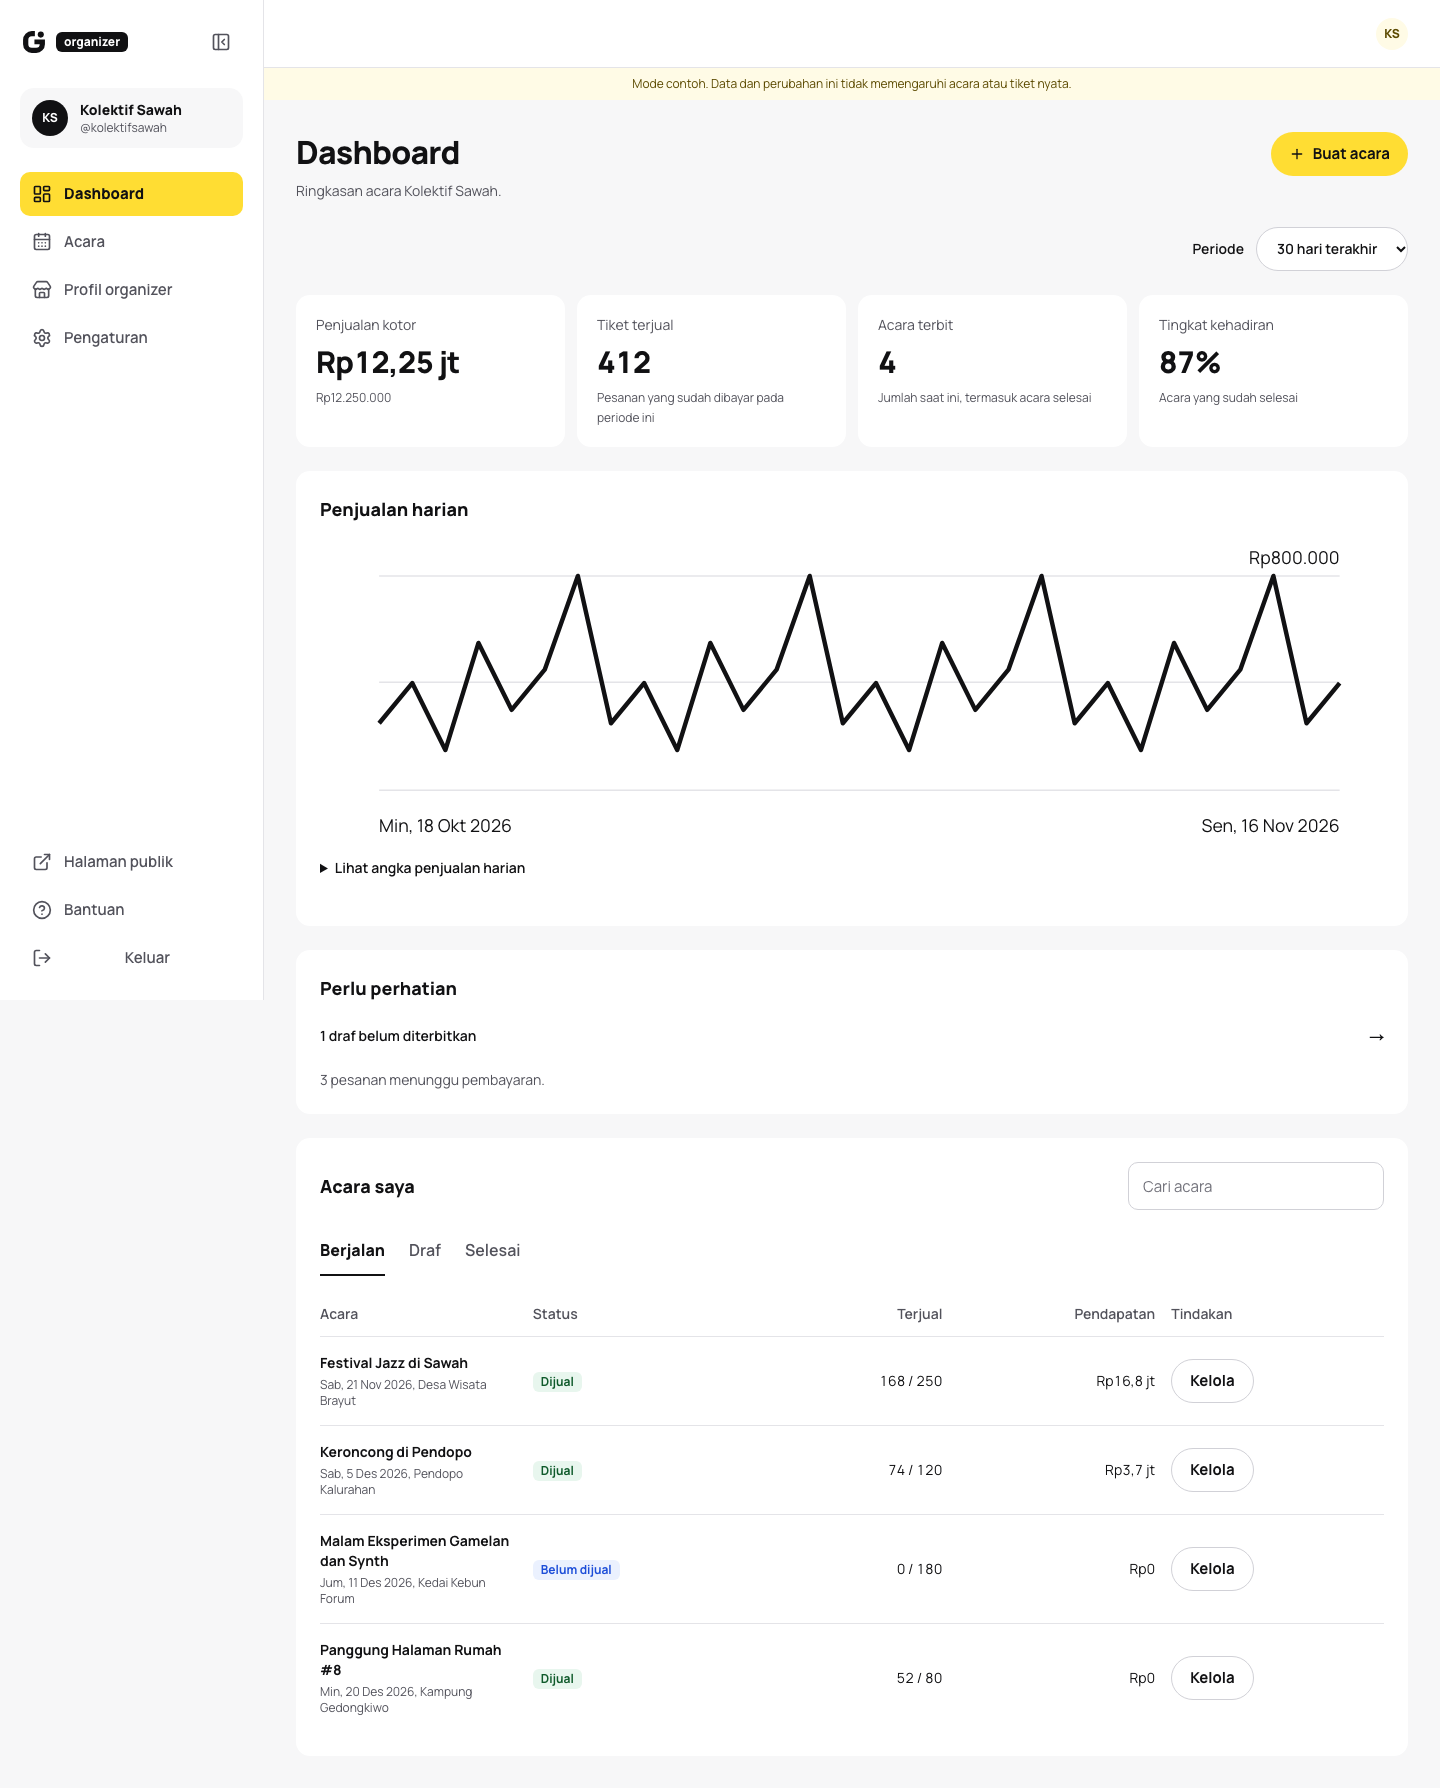 organizer
KS
KS
Kolektif Sawah
@kolektifsawah
Dashboard
Acara
Profil organizer
Pengaturan
Halaman publik
Bantuan
Keluar
Mode contoh. Data dan perubahan ini tidak memengaruhi acara atau tiket nyata.
Dashboard
Buat acara
Ringkasan acara Kolektif Sawah.
Periode
30 hari terakhir
Penjualan kotor
Rp12,25 jt
Rp12.250.000
Tiket terjual
412
Pesanan yang sudah dibayar pada
periode ini
Acara terbit
4
Jumlah saat ini, termasuk acara selesai
Tingkat kehadiran
87%
Acara yang sudah selesai
Penjualan harian
Rp800.000
Min, 18 Okt 2026
Sen, 16 Nov 2026
Lihat angka penjualan harian
Perlu perhatian
1 draf belum diterbitkan →
3 pesanan menunggu pembayaran.
Acara saya
Cari acara
Berjalan Draf Selesai
Acara Status Terjual Pendapatan Tindakan
Festival Jazz di Sawah
Sab, 21 Nov 2026, Desa Wisata
Brayut
Dijual 168 / 250 Rp16,8 jt Kelola
Keroncong di Pendopo
Sab, 5 Des 2026, Pendopo
Kalurahan
Dijual 74 / 120 Rp3,7 jt Kelola
Malam Eksperimen Gamelan
dan Synth
Jum, 11 Des 2026, Kedai Kebun
Forum
Belum dijual 0 / 180 Rp0 Kelola
Panggung Halaman Rumah
#8
Min, 20 Des 2026, Kampung
Gedongkiwo
Dijual 52 / 80 Rp0 Kelola